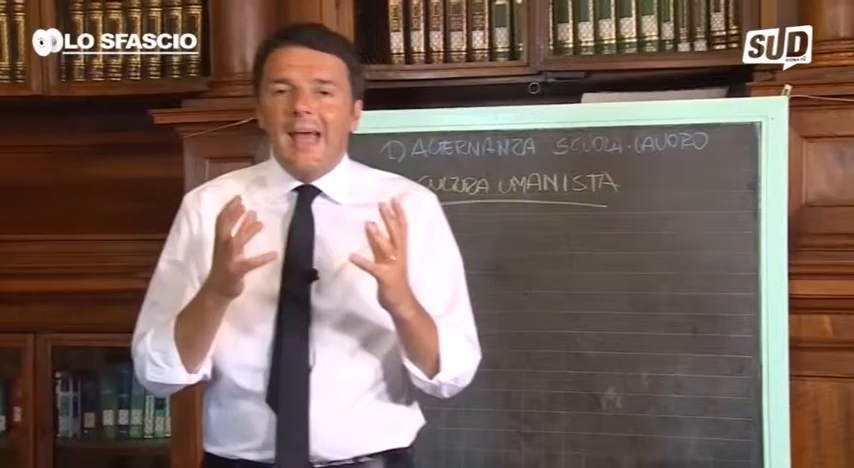 LO SFASCIO
SUD
1) ALTERNANZA SCUOLA-LAVORO
CULTURA UMANISTA